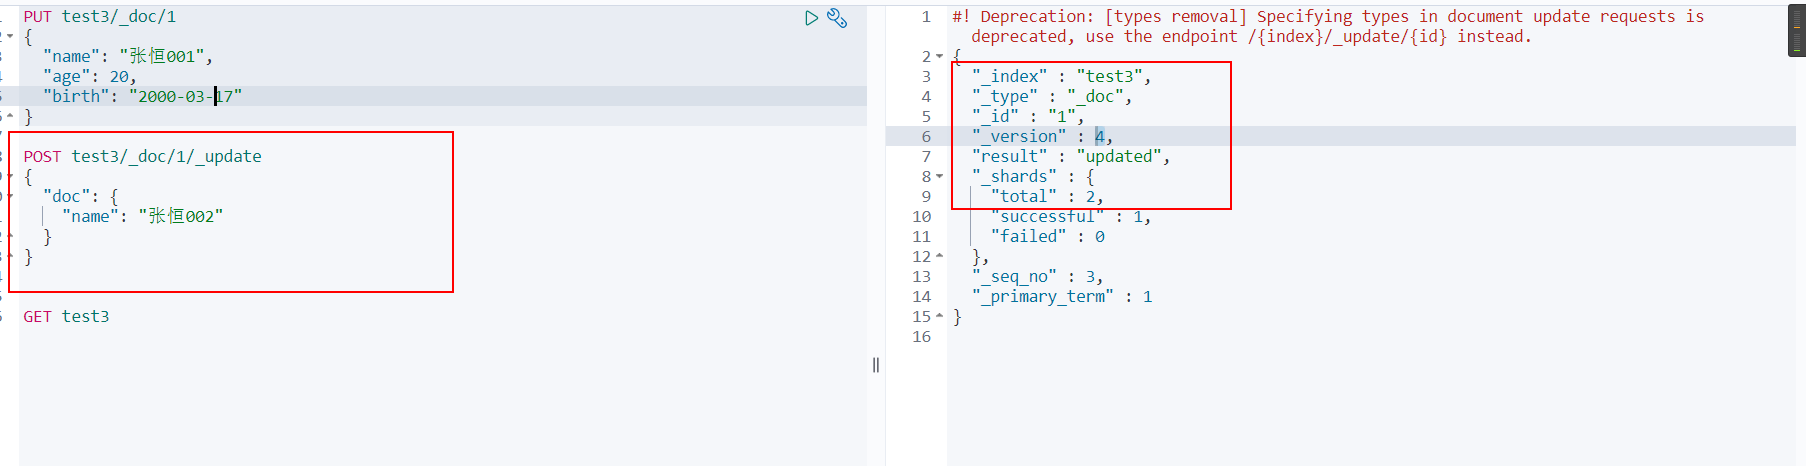 PUT test3/_doc/1
{
"name": "张恒001",
"age": 20,
"birth": "2000-03-17"
}
POST test3/_doc/1/_update
{
"doc": {
"name": "张恒002"
}
}
GET test3
1 #! Deprecation: [types removal] Specifying types in document update requests is
deprecated, use the endpoint /{index}/_update/{id} instead.
2 {
3 "_index" : "test3",
4 "_type" : "_doc",
5 "_id" : "1",
6 "_version" : 4,
7 "result" : "updated",
8 "_shards" : {
9 "total" : 2,
10 "successful" : 1,
11 "failed" : 0
12 },
13 "_seq_no" : 3,
14 "_primary_term" : 1
15 }
16